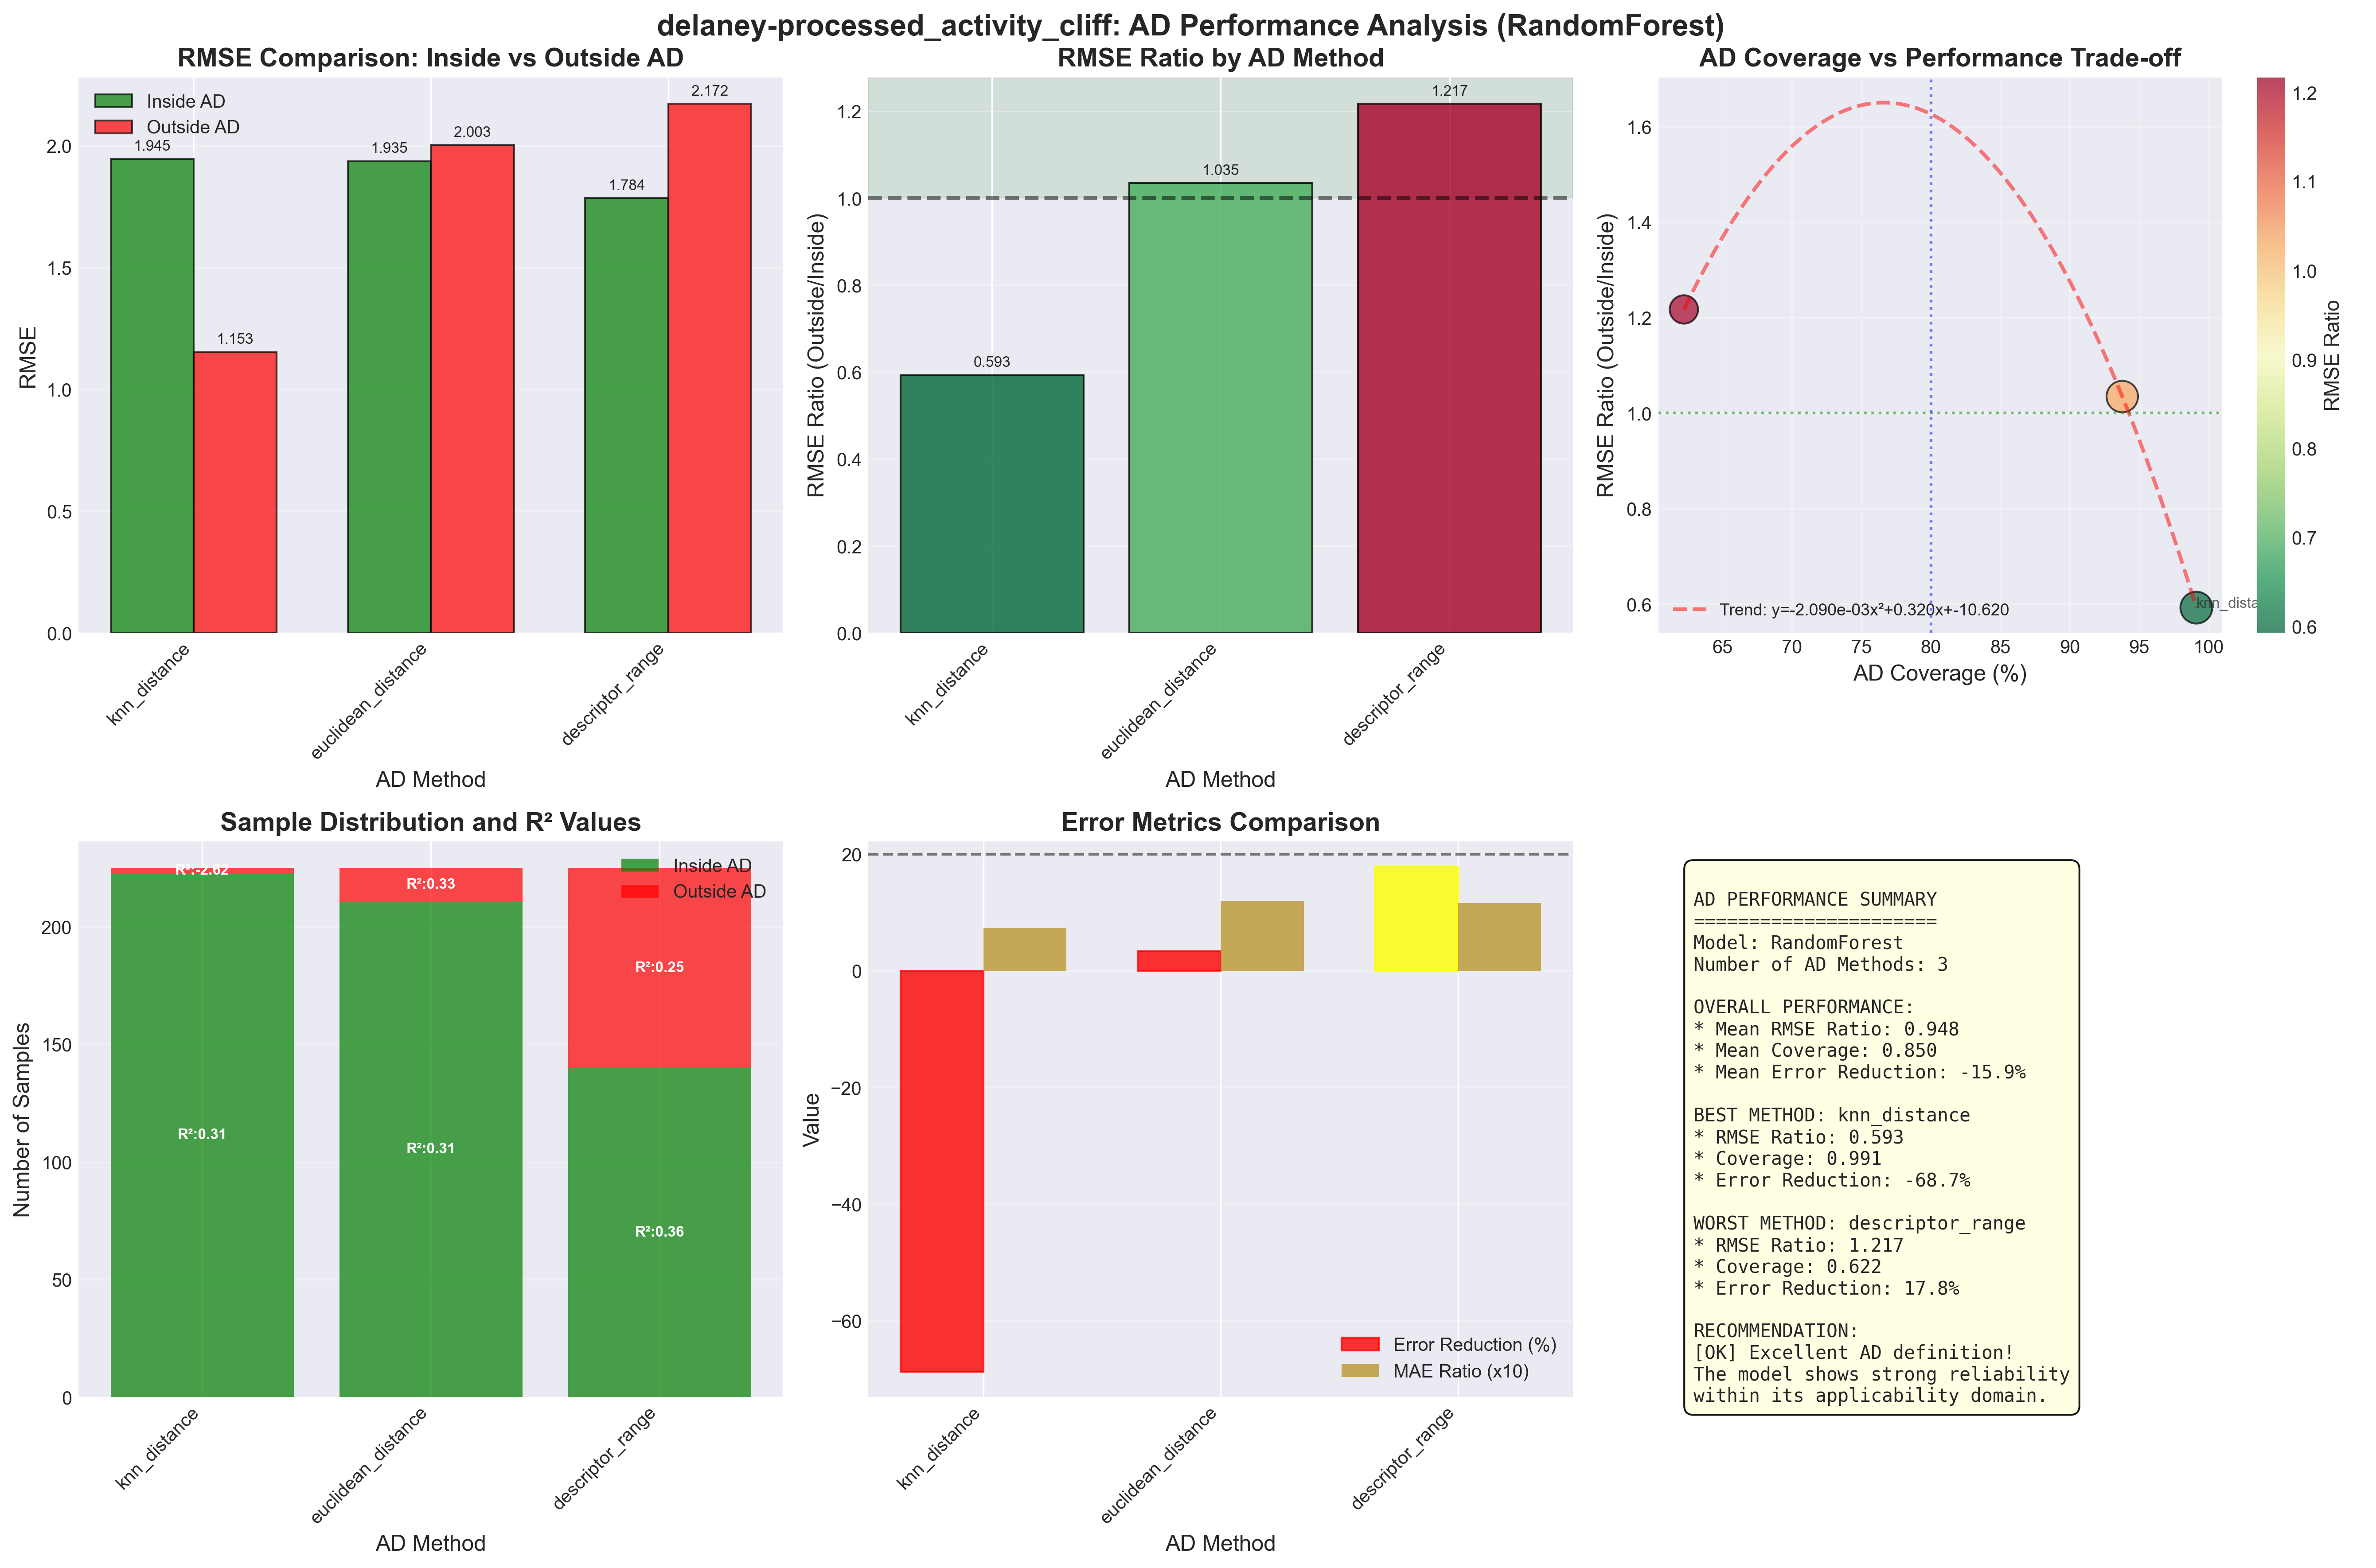 delaney-processed_activity_cliff: AD Performance Analysis (RandomForest)
RMSE Comparison: Inside vs Outside AD
Inside AD
Outside AD
1.945
1.153
1.935
2.003
1.784
2.172
2.0
1.5
1.0
0.5
0.0
RMSE
knn_distance
euclidean_distance
descriptor_range
AD Method
RMSE Ratio by AD Method
0.593
1.035
1.217
1.2
1.0
0.8
0.6
0.4
0.2
0.0
RMSE Ratio (Outside/Inside)
knn_distance
euclidean_distance
descriptor_range
AD Method
AD Coverage vs Performance Trade-off
1.6
1.4
1.2
1.0
0.8
0.6
RMSE Ratio (Outside/Inside)
Trend: y=-2.090e-03x²+0.320x+-10.620
65
70
75
80
85
90
95
100
AD Coverage (%)
1.2
1.1
1.0
0.9
0.8
0.7
0.6
RMSE Ratio
Sample Distribution and R² Values
Inside AD
Outside AD
R²:-2.62
R²:0.33
R²:0.25
R²:0.31
R²:0.31
R²:0.36
200
150
100
50
0
Number of Samples
knn_distance
euclidean_distance
descriptor_range
AD Method
Error Metrics Comparison
20
0
−20
−40
−60
Value
Error Reduction (%)
MAE Ratio (x10)
knn_distance
euclidean_distance
descriptor_range
AD Method
AD PERFORMANCE SUMMARY
======================
Model: RandomForest
Number of AD Methods: 3
OVERALL PERFORMANCE:
* Mean RMSE Ratio: 0.948
* Mean Coverage: 0.850
* Mean Error Reduction: -15.9%
BEST METHOD: knn_distance
* RMSE Ratio: 0.593
* Coverage: 0.991
* Error Reduction: -68.7%
WORST METHOD: descriptor_range
* RMSE Ratio: 1.217
* Coverage: 0.622
* Error Reduction: 17.8%
RECOMMENDATION:
[OK] Excellent AD definition!
The model shows strong reliability
within its applicability domain.